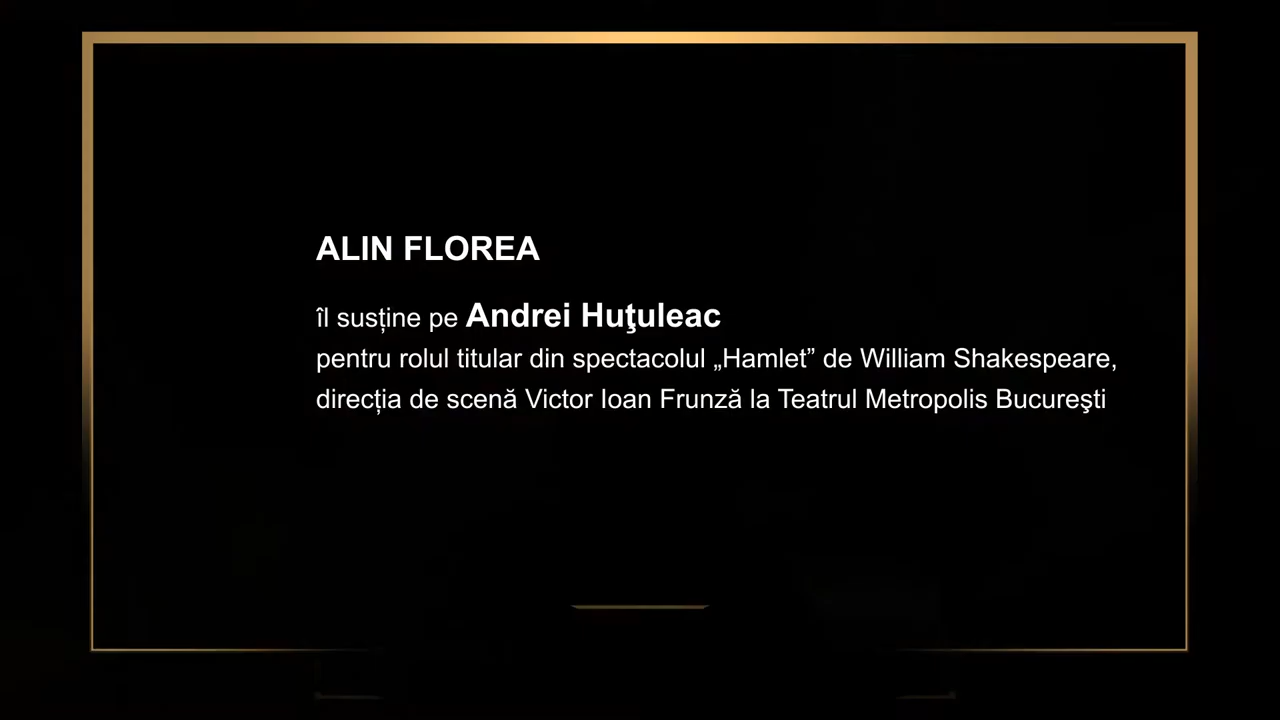 ALIN FLOREA
îl susține pe Andrei Huţuleac
pentru rolul titular din spectacolul „Hamlet” de William Shakespeare,
direcția de scenă Victor Ioan Frunză la Teatrul Metropolis Bucureşti